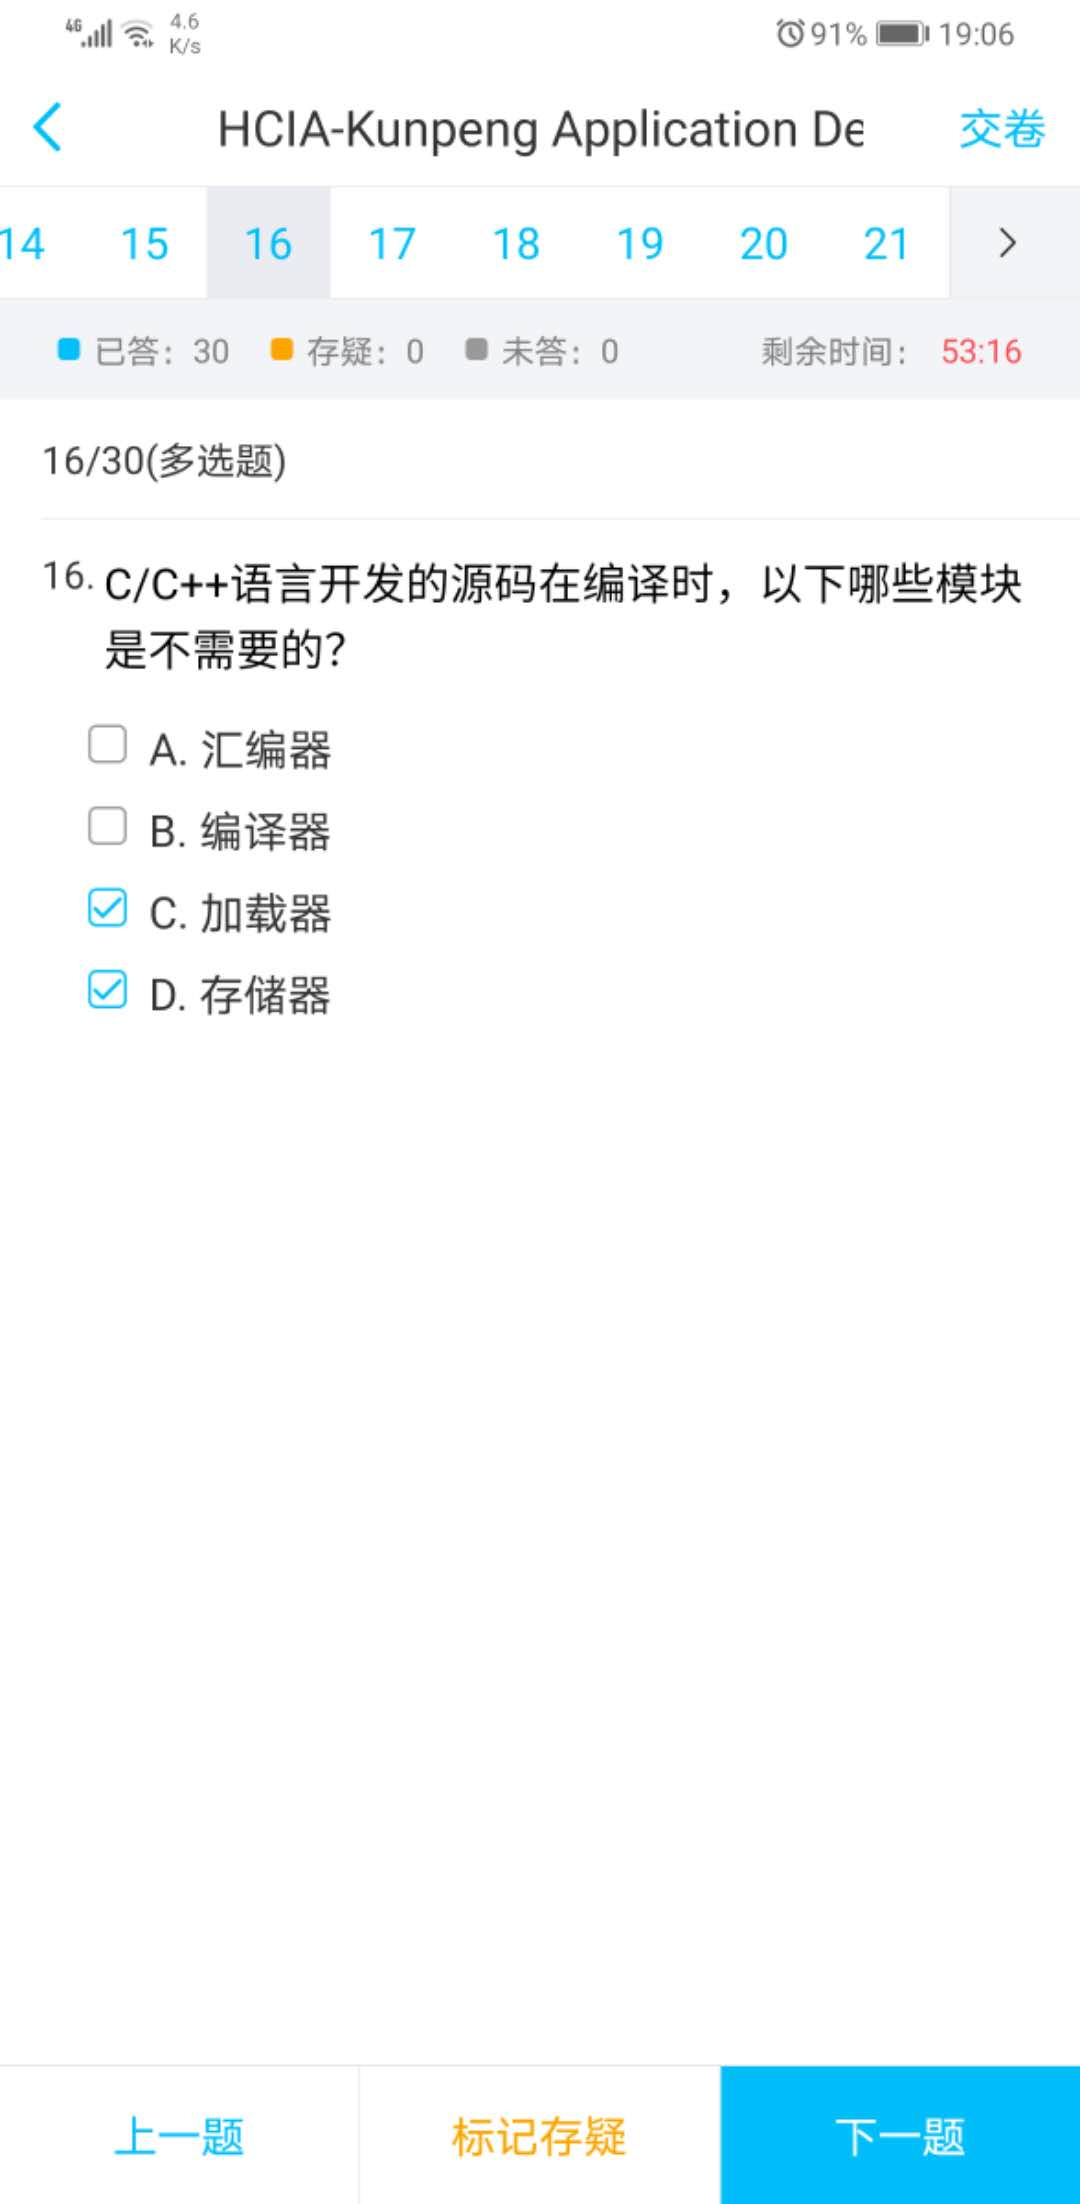 4G 4.6 K/s 91% 19:06
HCIA-Kunpeng Application De 交卷
14 15 16 17 18 19 20 21
已答：30 存疑：0 未答：0 剩余时间： 53:16
16/30(多选题)
16. C/C++语言开发的源码在编译时，以下哪些模块
是不需要的？
A. 汇编器
B. 编译器
C. 加载器
D. 存储器
上一题 标记存疑 下一题